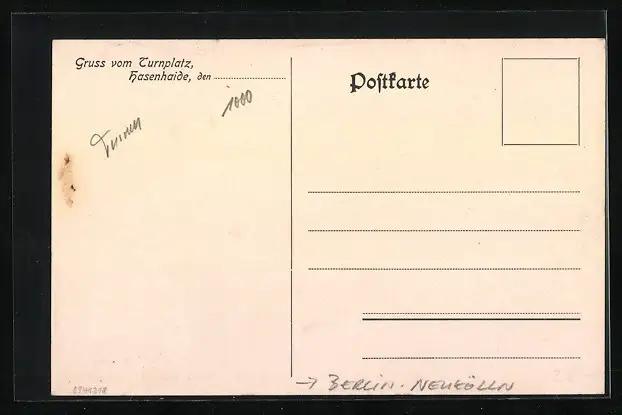 Gruss vom Turnplatz,
Hasenhaide, den
1000
Turnen
Poſtkarte
→ BERLIN-NEUKÖLLN